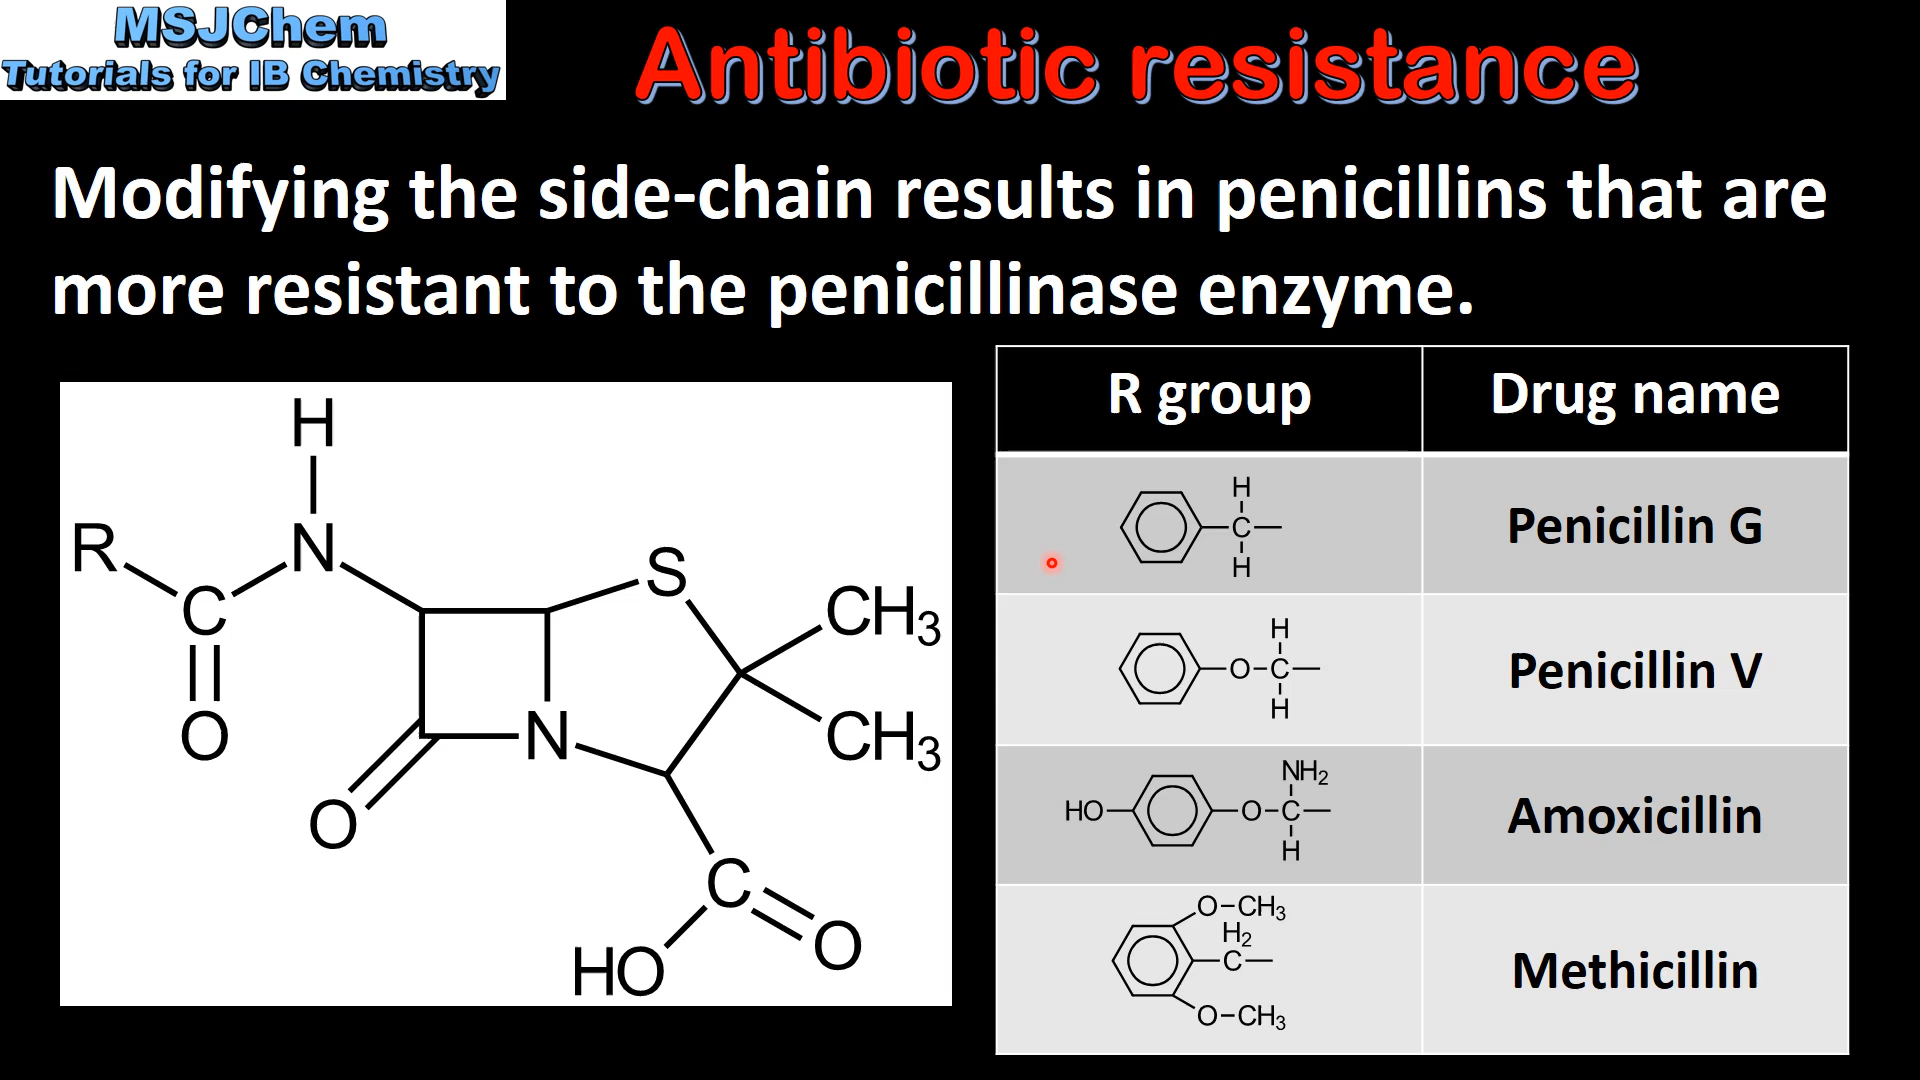 MSJChem
Tutorials for IB Chemistry
Antibiotic resistance
Modifying the side-chain results in penicillins that are
more resistant to the penicillinase enzyme.
H
R N S CH3
C
O N CH3
O
C
HO O
R group Drug name
H
C
H
Penicillin G
H
O C
H
Penicillin V
NH2
HO O C
H
Amoxicillin
O CH3
H2
C
O CH3
Methicillin